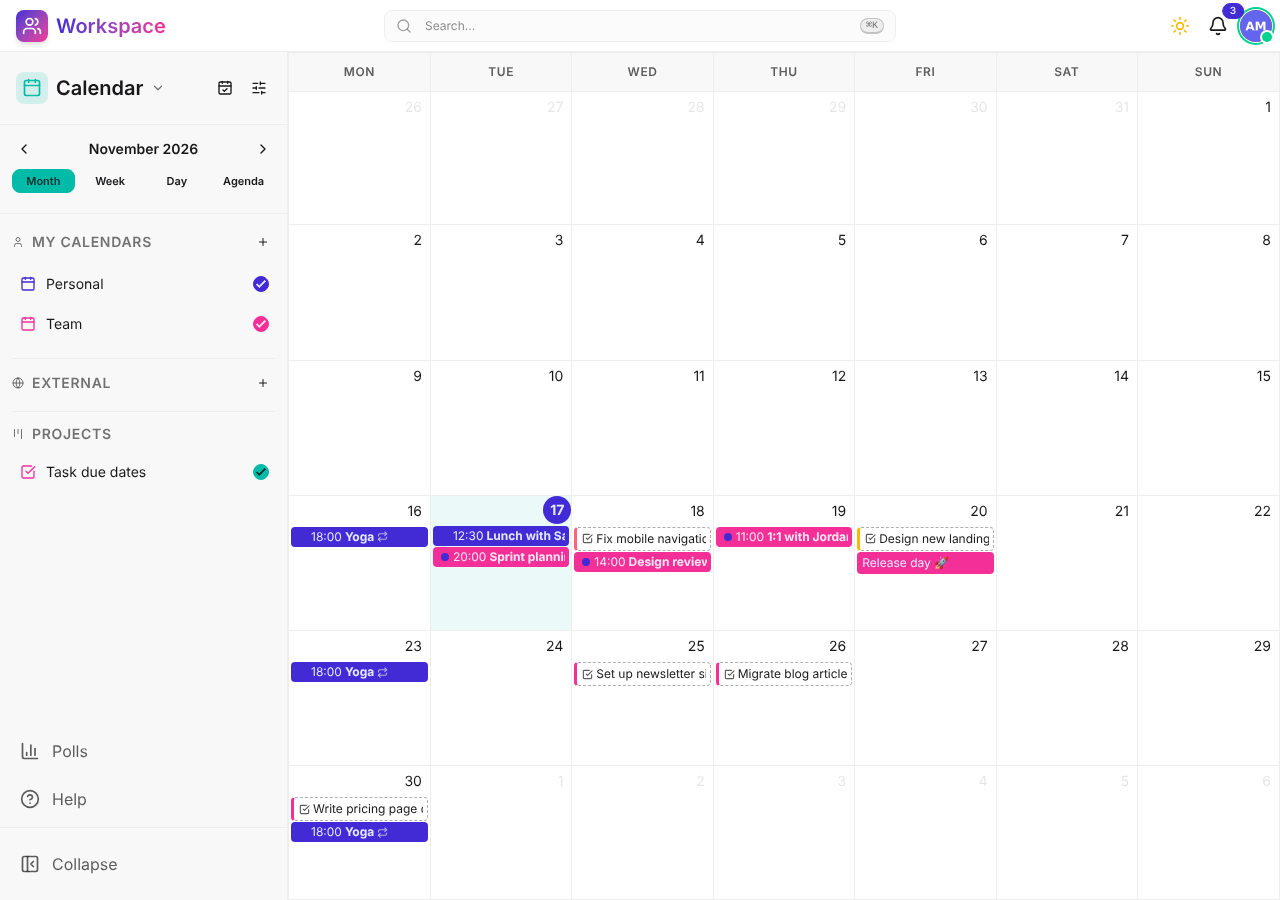 Workspace
Search...
⌘K
3
AM
Calendar
November 2026
Month Week Day Agenda
MY CALENDARS
Personal
Team
EXTERNAL
PROJECTS
Task due dates
Polls
Help
Collapse
MON TUE WED THU FRI SAT SUN
26 27 28 29 30 31 1
2 3 4 5 6 7 8
9 10 11 12 13 14 15
16 17 18 19 20 21 22
18:00 Yoga
12:30 Lunch with Sa
20:00 Sprint planni
Fix mobile navigatic
14:00 Design review
11:00 1:1 with Jordan
Design new landing
Release day 🚀
23 24 25 26 27 28 29
18:00 Yoga
Set up newsletter s
Migrate blog article
30 1 2 3 4 5 6
Write pricing page
18:00 Yoga